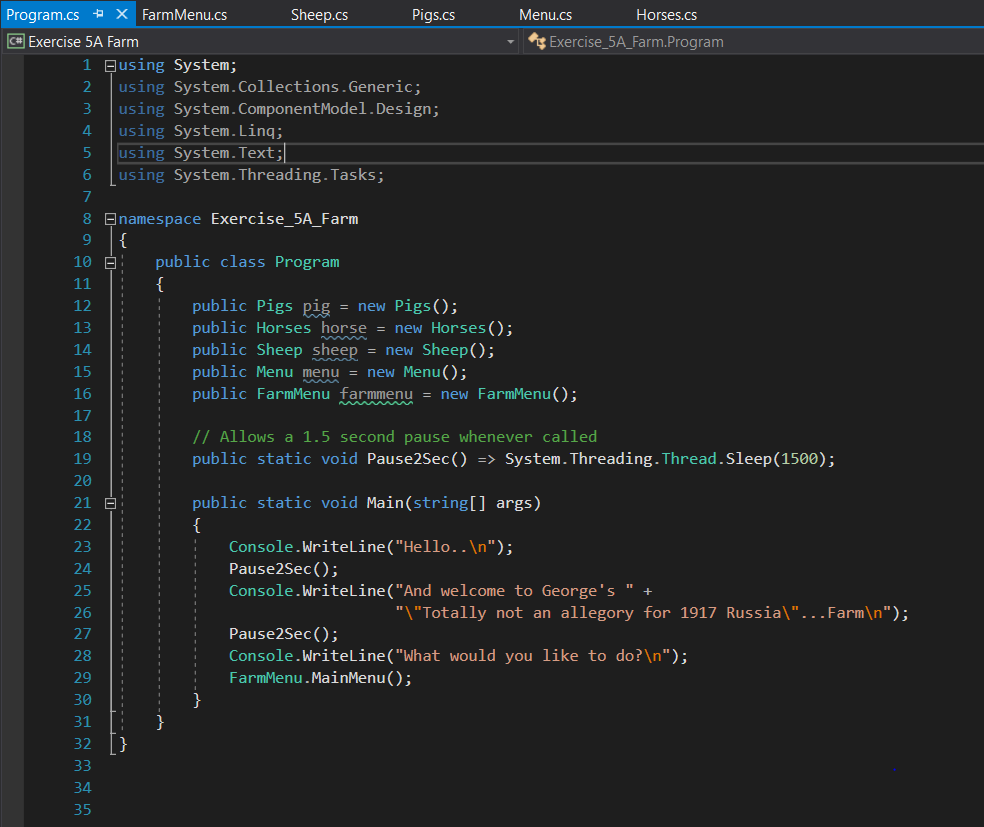 Program.cs FarmMenu.cs Sheep.cs Pigs.cs Menu.cs Horses.cs
C# Exercise 5A Farm Exercise_5A_Farm.Program
1 using System;
2 using System.Collections.Generic;
3 using System.ComponentModel.Design;
4 using System.Linq;
5 using System.Text;
6 using System.Threading.Tasks;
7
8 namespace Exercise_5A_Farm
9 {
10 public class Program
11 {
12 public Pigs pig = new Pigs();
13 public Horses horse = new Horses();
14 public Sheep sheep = new Sheep();
15 public Menu menu = new Menu();
16 public FarmMenu farmmenu = new FarmMenu();
17
18 // Allows a 1.5 second pause whenever called
19 public static void Pause2Sec() => System.Threading.Thread.Sleep(1500);
20
21 public static void Main(string[] args)
22 {
23 Console.WriteLine("Hello..\n");
24 Pause2Sec();
25 Console.WriteLine("And welcome to George's " +
26 "\"Totally not an allegory for 1917 Russia\"...Farm\n");
27 Pause2Sec();
28 Console.WriteLine("What would you like to do?\n");
29 FarmMenu.MainMenu();
30 }
31 }
32 }
33
34
35